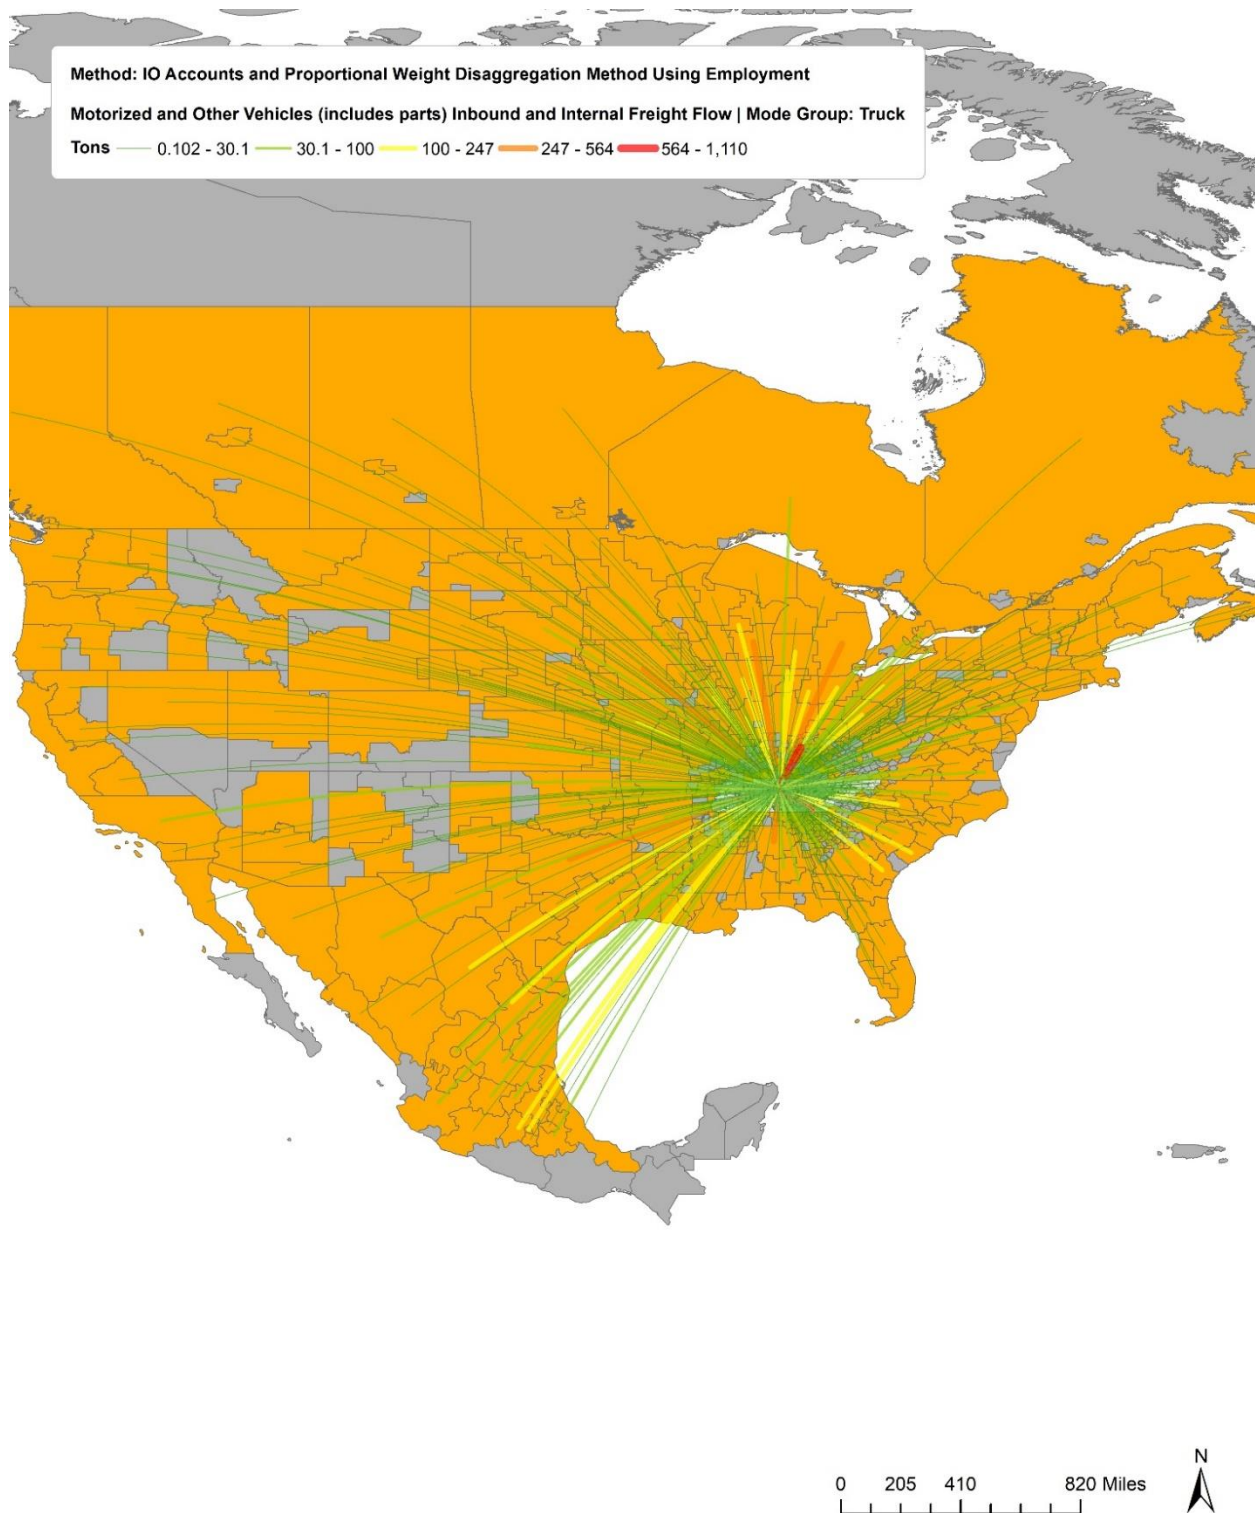 Method: IO Accounts and Proportional Weight Disaggregation Method Using Employment
Motorized and Other Vehicles (includes parts) Inbound and Internal Freight Flow | Mode Group: Truck
Tons 0.102 - 30.1 30.1 - 100 100 - 247 247 - 564 564 - 1,110
N
0 205 410 820 Miles